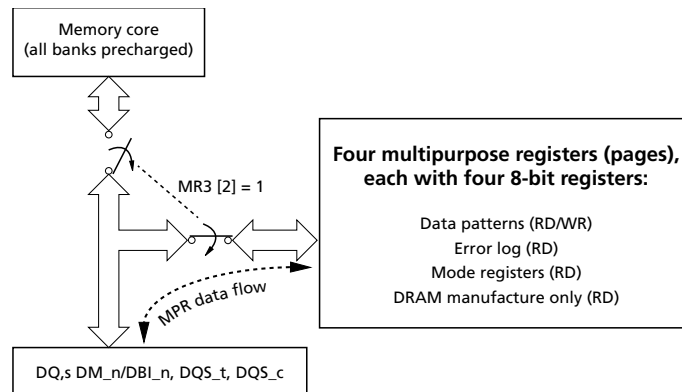 Memory core
(all banks precharged)
MR3 [2] = 1
Four multipurpose registers (pages),
each with four 8-bit registers:
Data patterns (RD/WR)
Error log (RD)
Mode registers (RD)
DRAM manufacture only (RD)
MPR data flow
DQ,s DM_n/DBI_n, DQS_t, DQS_c